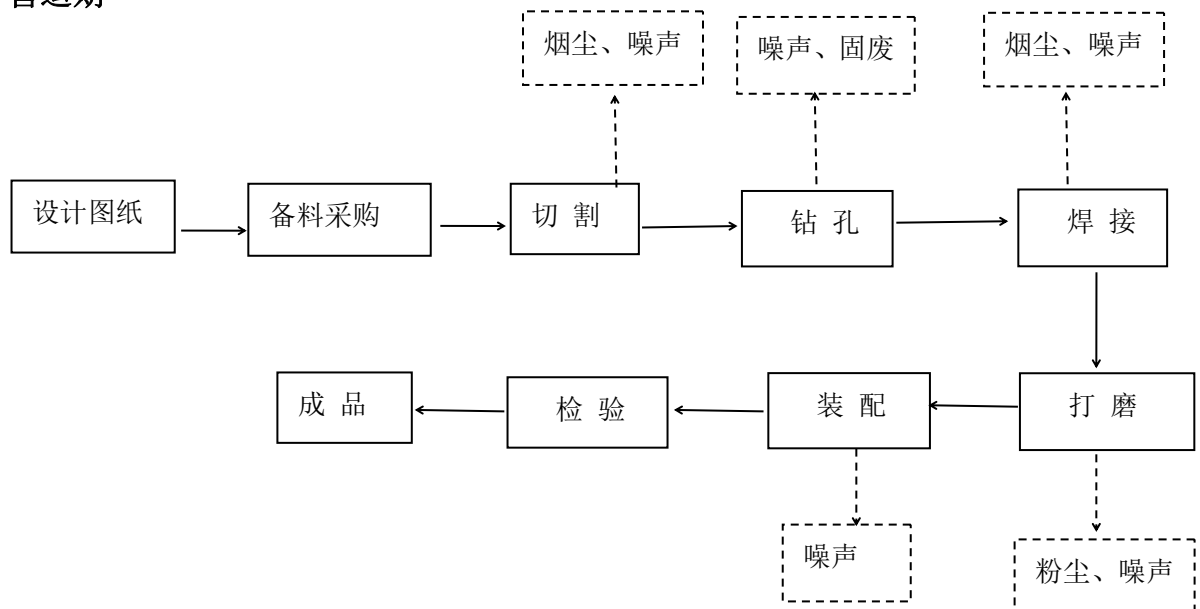 烟尘、噪声
噪声、固废
烟尘、噪声
设计图纸
备料采购
切 割
钻 孔
焊 接
成 品
检 验
装 配
打 磨
噪声
粉尘、噪声